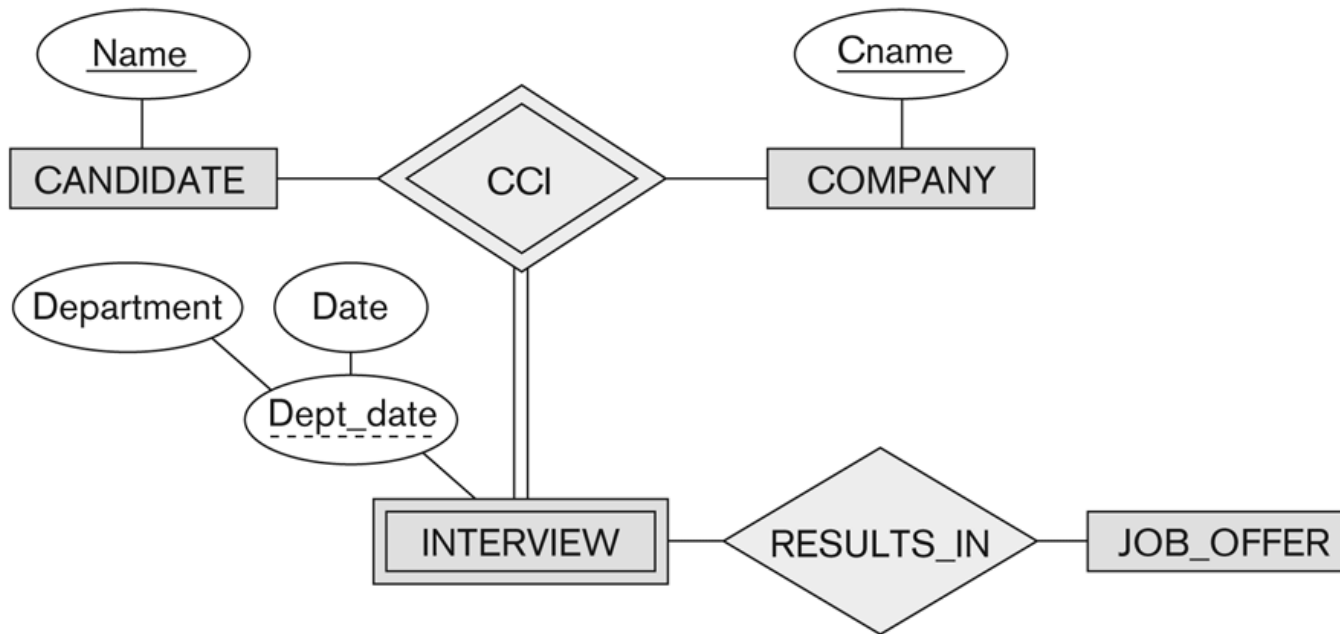 Name
Cname
CANDIDATE
CCI
COMPANY
Department
Date
Dept_date
INTERVIEW
RESULTS_IN
JOB_OFFER